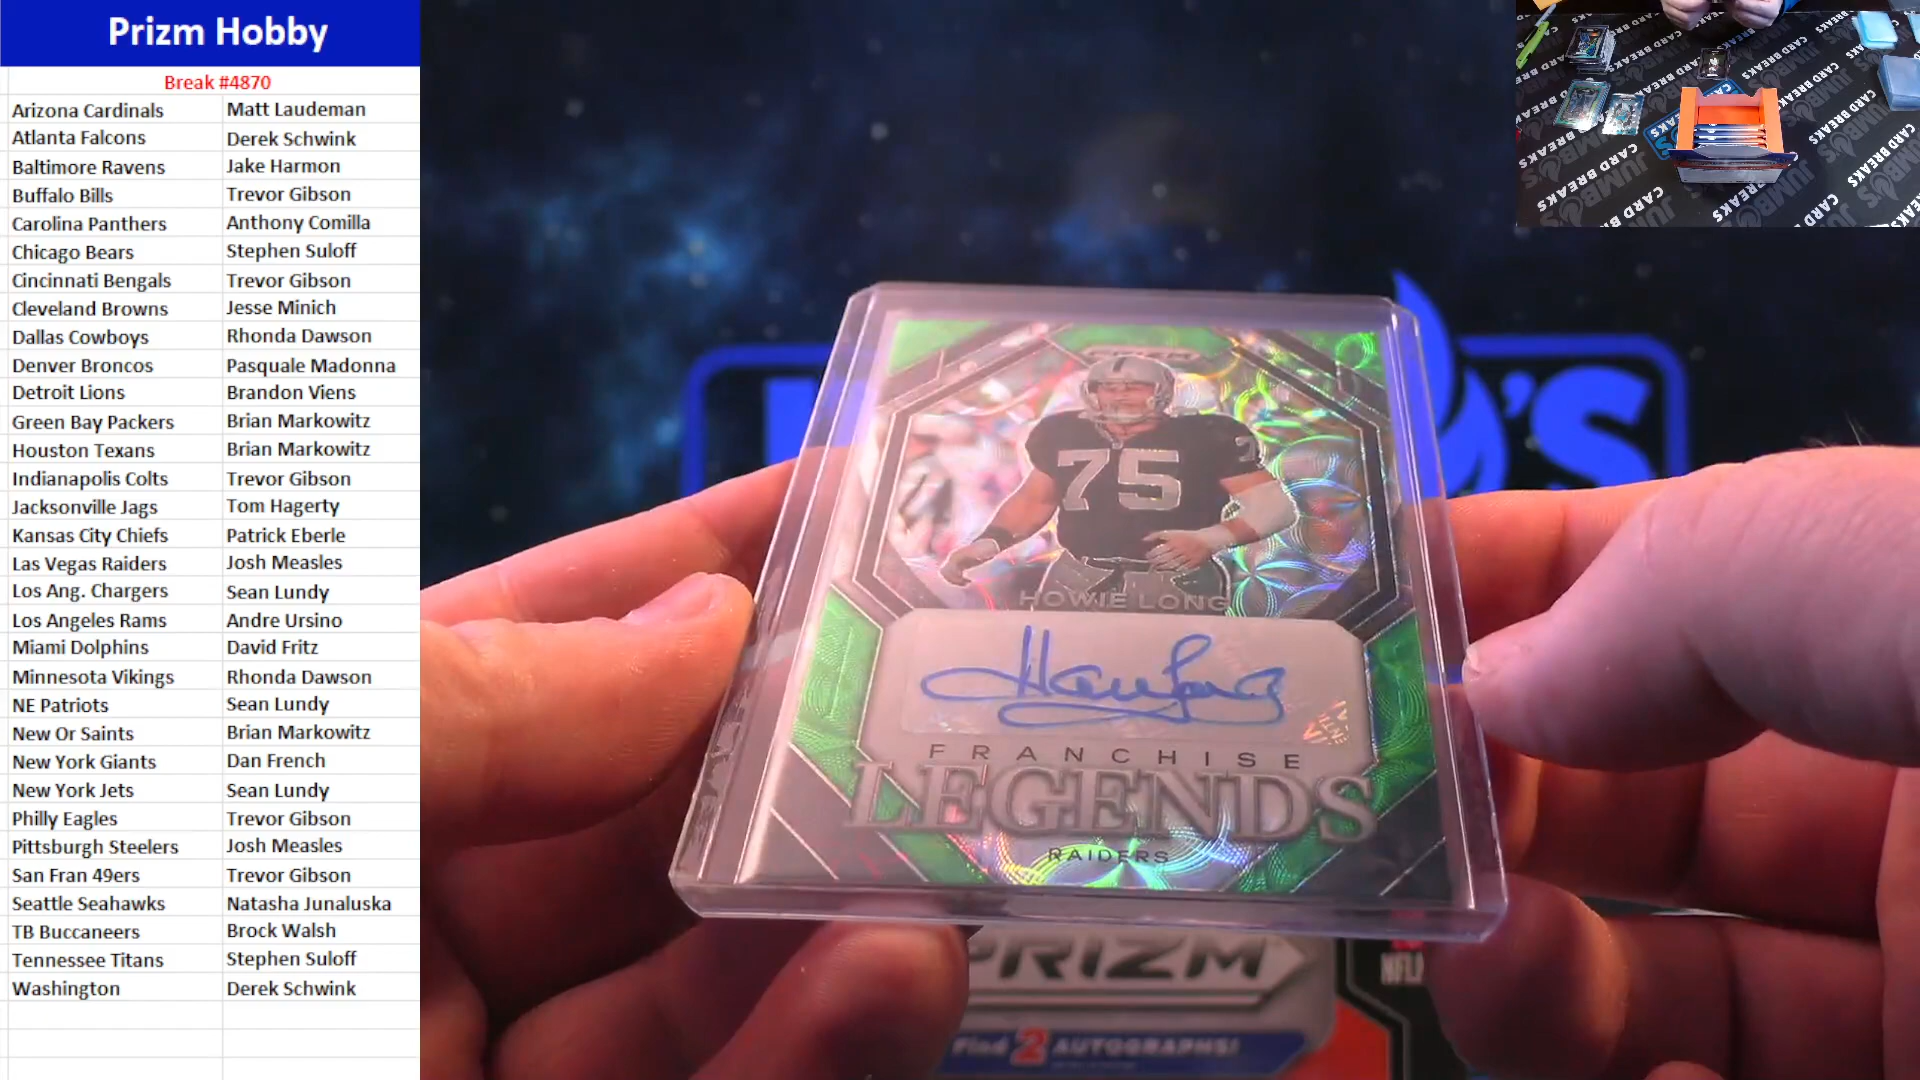 Prizm Hobby
Break #4870
Arizona Cardinals Matt Laudeman
Atlanta Falcons Derek Schwink
Baltimore Ravens Jake Harmon
Buffalo Bills Trevor Gibson
Carolina Panthers Anthony Comilla
Chicago Bears Stephen Suloff
Cincinnati Bengals Trevor Gibson
Cleveland Browns Jesse Minich
Dallas Cowboys Rhonda Dawson
Denver Broncos Pasquale Madonna
Detroit Lions Brandon Viens
Green Bay Packers Brian Markowitz
Houston Texans Brian Markowitz
Indianapolis Colts Trevor Gibson
Jacksonville Jags Tom Hagerty
Kansas City Chiefs Patrick Eberle
Las Vegas Raiders Josh Measles
Los Ang. Chargers Sean Lundy
Los Angeles Rams Andre Ursino
Miami Dolphins David Fritz
Minnesota Vikings Rhonda Dawson
NE Patriots Sean Lundy
New Or Saints Brian Markowitz
New York Giants Dan French
New York Jets Sean Lundy
Philly Eagles Trevor Gibson
Pittsburgh Steelers Josh Measles
San Fran 49ers Trevor Gibson
Seattle Seahawks Natasha Junaluska
TB Buccaneers Brock Walsh
Tennessee Titans Stephen Suloff
Washington Derek Schwink
75
HOWIE LONG
FRANCHISE
LEGENDS
RAIDERS
PRIZM
NFL
Find 2 AUTOGRAPHS!
JUMBO'S
CARD BREAKS